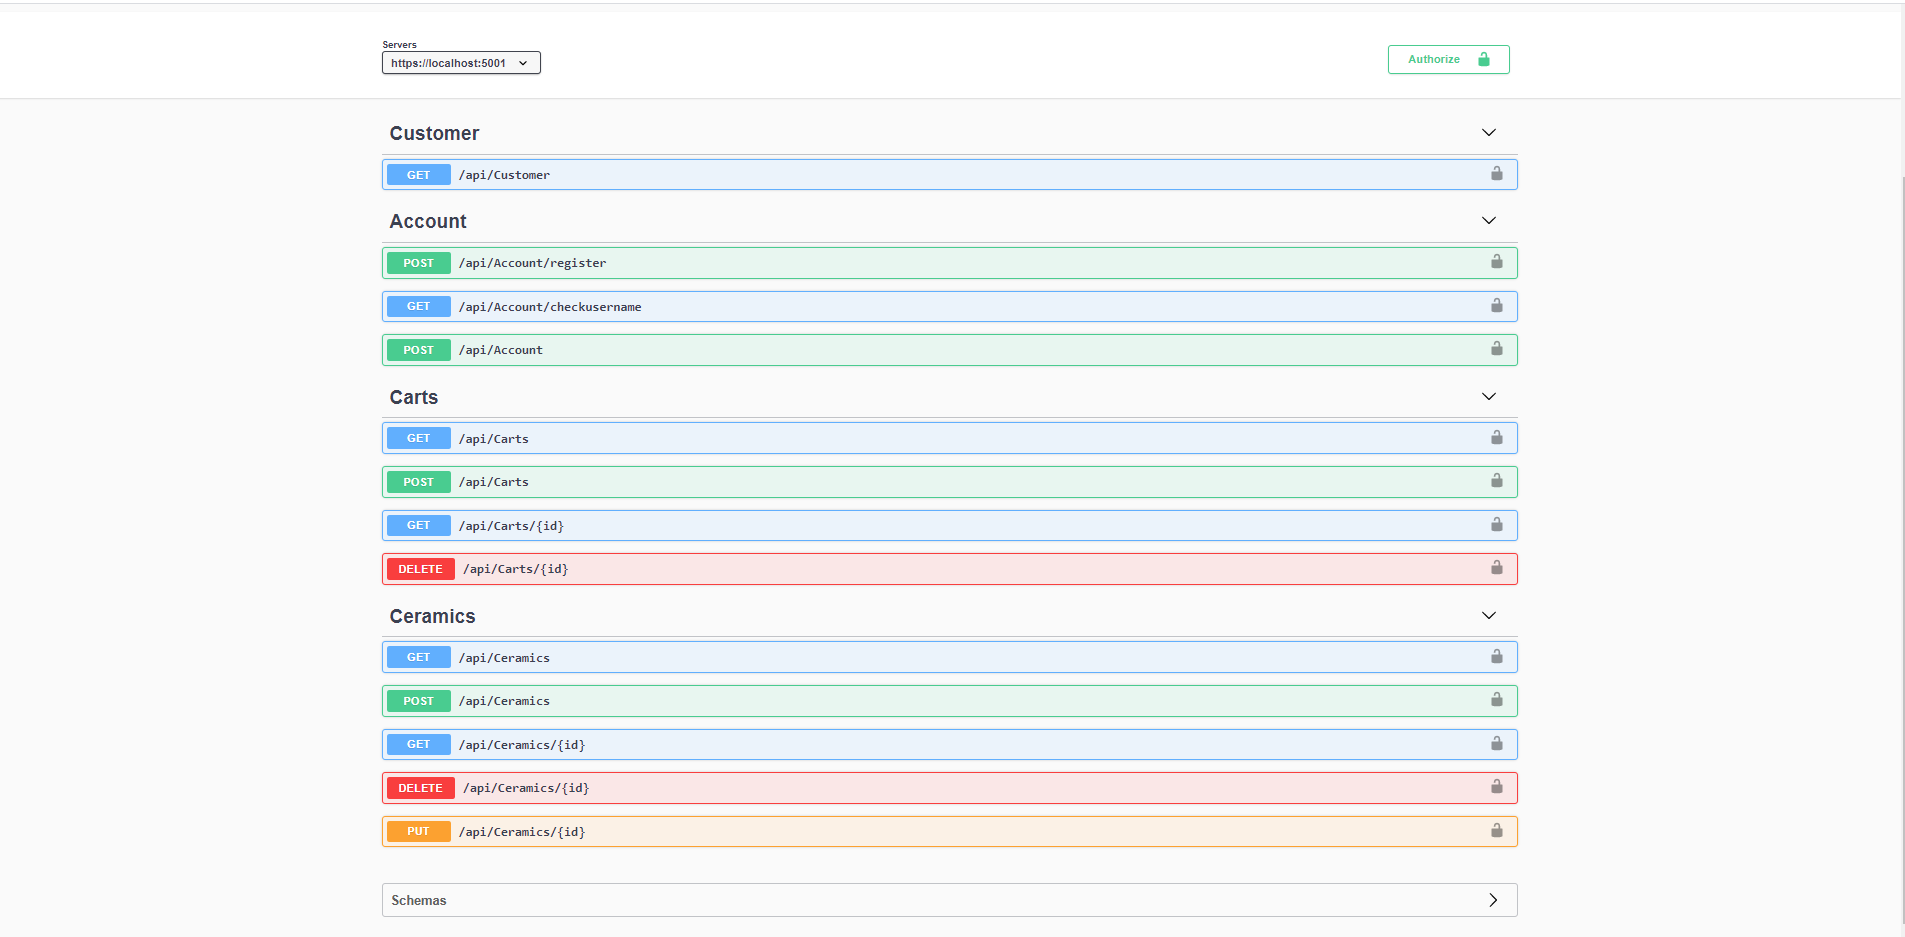 Servers
https://localhost:5001
Authorize
Customer
GET /api/Customer
Account
POST /api/Account/register
GET /api/Account/checkusername
POST /api/Account
Carts
GET /api/Carts
POST /api/Carts
GET /api/Carts/{id}
DELETE /api/Carts/{id}
Ceramics
GET /api/Ceramics
POST /api/Ceramics
GET /api/Ceramics/{id}
DELETE /api/Ceramics/{id}
PUT /api/Ceramics/{id}
Schemas